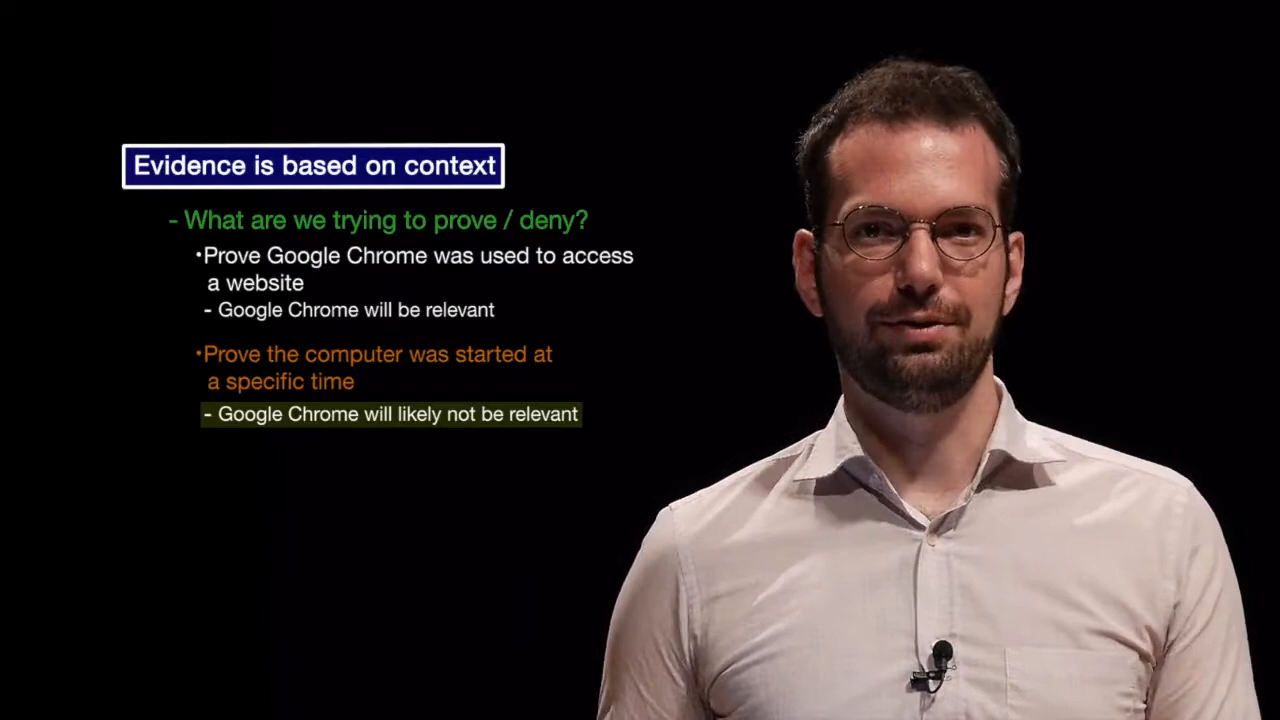 Evidence is based on context
- What are we trying to prove / deny?
•Prove Google Chrome was used to access
a website
- Google Chrome will be relevant
•Prove the computer was started at
a specific time
- Google Chrome will likely not be relevant